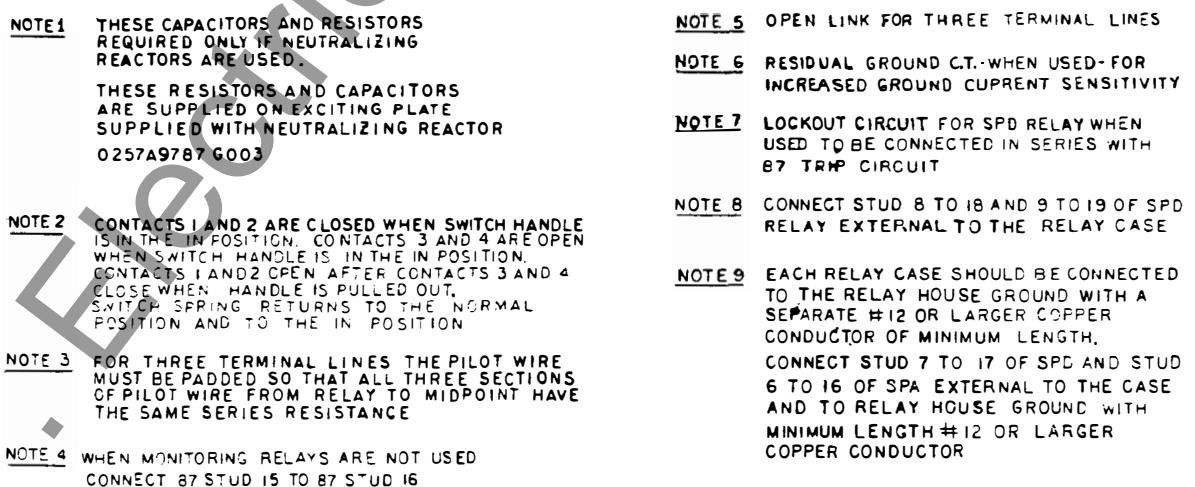 NOTE 1 THESE CAPACITORS AND RESISTORS
REQUIRED ONLY IF NEUTRALIZING
REACTORS ARE USED.
THESE RESISTORS AND CAPACITORS
ARE SUPPLIED ON EXCITING PLATE
SUPPLIED WITH NEUTRALIZING REACTOR
0257A9787 G003
NOTE 2 CONTACTS 1 AND 2 ARE CLOSED WHEN SWITCH HANDLE
IS IN THE IN POSITION. CONTACTS 3 AND 4 ARE OPEN
WHEN SWITCH HANDLE IS IN THE IN POSITION.
CONTACTS 1 AND 2 OPEN AFTER CONTACTS 3 AND 4
CLOSE WHEN HANDLE IS PULLED OUT.
SWITCH SPRING RETURNS TO THE NORMAL
POSITION AND TO THE IN POSITION
NOTE 3 FOR THREE TERMINAL LINES THE PILOT WIRE
MUST BE PADDED SO THAT ALL THREE SECTIONS
OF PILOT WIRE FROM RELAY TO MIDPOINT HAVE
THE SAME SERIES RESISTANCE
NOTE 4 WHEN MONITORING RELAYS ARE NOT USED
CONNECT 87 STUD 15 TO 87 STUD 16
NOTE 5 OPEN LINK FOR THREE TERMINAL LINES
NOTE 6 RESIDUAL GROUND C.T.-WHEN USED-FOR
INCREASED GROUND CURRENT SENSITIVITY
NOTE 7 LOCKOUT CIRCUIT FOR SPD RELAY WHEN
USED TO BE CONNECTED IN SERIES WITH
87 TRIP CIRCUIT
NOTE 8 CONNECT STUD 8 TO 18 AND 9 TO 19 OF SPD
RELAY EXTERNAL TO THE RELAY CASE
NOTE 9 EACH RELAY CASE SHOULD BE CONNECTED
TO THE RELAY HOUSE GROUND WITH A
SEPARATE #12 OR LARGER COPPER
CONDUCTOR OF MINIMUM LENGTH.
CONNECT STUD 7 TO 17 OF SPD AND STUD
6 TO 16 OF SPA EXTERNAL TO THE CASE
AND TO RELAY HOUSE GROUND WITH
MINIMUM LENGTH #12 OR LARGER
COPPER CONDUCTOR
. Electri